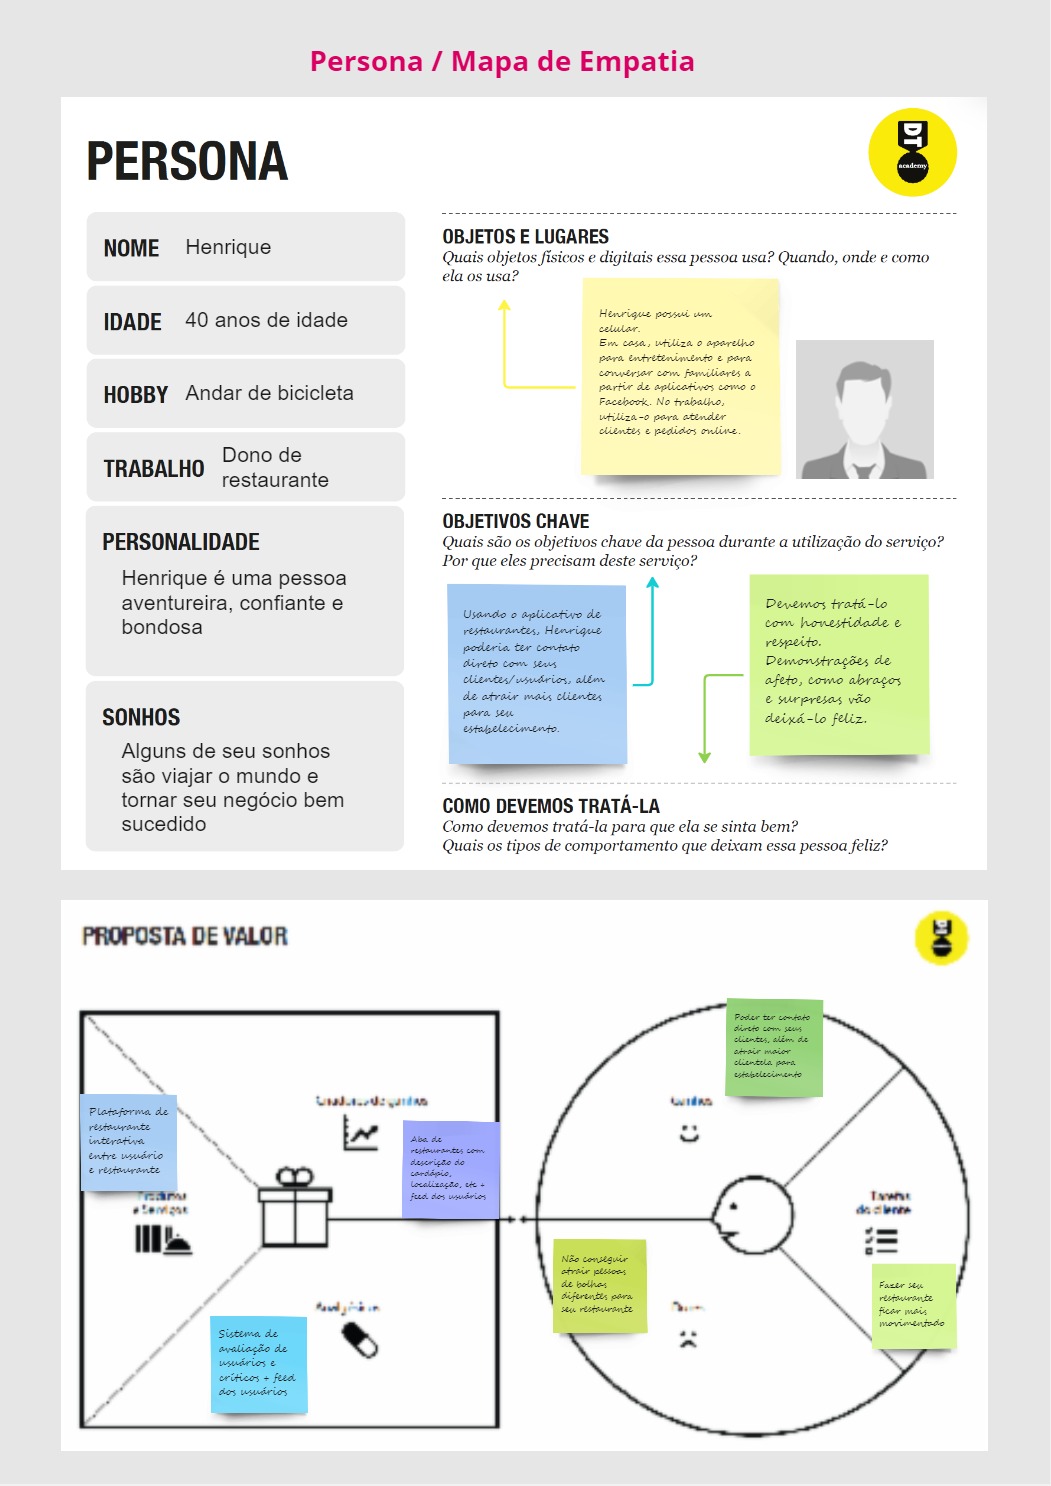 Persona / Mapa de Empatia
PERSONA
DT
academy
NOME Henrique
IDADE 40 anos de idade
HOBBY Andar de bicicleta
TRABALHO Dono de
restaurante
PERSONALIDADE
Henrique é uma pessoa
aventureira, confiante e
bondosa
SONHOS
Alguns de seu sonhos
são viajar o mundo e
tornar seu negócio bem
sucedido
OBJETOS E LUGARES
Quais objetos físicos e digitais essa pessoa usa? Quando, onde e como
ela os usa?
Henrique possui um
celular.
Em casa, utiliza o aparelho
para entretenimento e para
conversar com familiares a
partir de aplicativos como o
Facebook. No trabalho,
utiliza-o para atender
clientes e pedidos online.
OBJETIVOS CHAVE
Quais são os objetivos chave da pessoa durante a utilização do serviço?
Por que eles precisam deste serviço?
Usando o aplicativo de
restaurantes, Henrique
poderia ter contato
direto com seus
clientes/usuários, além
de atrair mais clientes
para seu
estabelecimento.
Devemos tratá-lo
com honestidade e
respeito.
Demonstrações de
afeto, como abraços
e surpresas vão
deixá-lo feliz.
COMO DEVEMOS TRATÁ-LA
Como devemos tratá-la para que ela se sinta bem?
Quais os tipos de comportamento que deixam essa pessoa feliz?
PROPOSTA DE VALOR
Plataforma de
restaurante
interativa
entre usuário
e restaurante
Produtos
e Serviços
Criadores de ganhos
Aba de
restaurantes com
descrição do
cardápio,
localização, etc +
feed dos usuários
Sistema de
avaliação de
usuários e
críticos + feed
dos usuários
Poder ter contato
direto com seus
clientes, além de
atrair maior
clientela para
estabelecimento
Ganhos
Tarefas
do cliente
Não conseguir
atrair pessoas
de bolhas
diferentes para
seu restaurante
Fazer seu
restaurante
ficar mais
movimentado